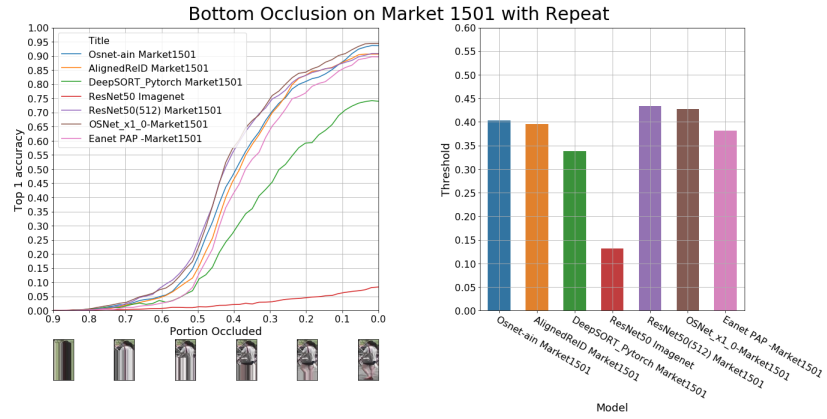 Bottom Occlusion on Market 1501 with Repeat
Top 1 accuracy
1.00
0.95
0.90
0.85
0.80
0.75
0.70
0.65
0.60
0.55
0.50
0.45
0.40
0.35
0.30
0.25
0.20
0.15
0.10
0.05
0.00
Title
Osnet-ain Market1501
AlignedReID Market1501
DeepSORT_Pytorch Market1501
ResNet50 Imagenet
ResNet50(512) Market1501
OSNet_x1_0-Market1501
Eanet PAP -Market1501
0.9 0.8 0.7 0.6 0.5 0.4 0.3 0.2 0.1 0.0
Portion Occluded
Threshold
0.60
0.55
0.50
0.45
0.40
0.35
0.30
0.25
0.20
0.15
0.10
0.05
0.00
Osnet-ain Market1501
AlignedReID Market1501
DeepSORT_Pytorch Market1501
ResNet50 Imagenet
ResNet50(512) Market1501
OSNet_x1_0-Market1501
Eanet PAP -Market1501
Model